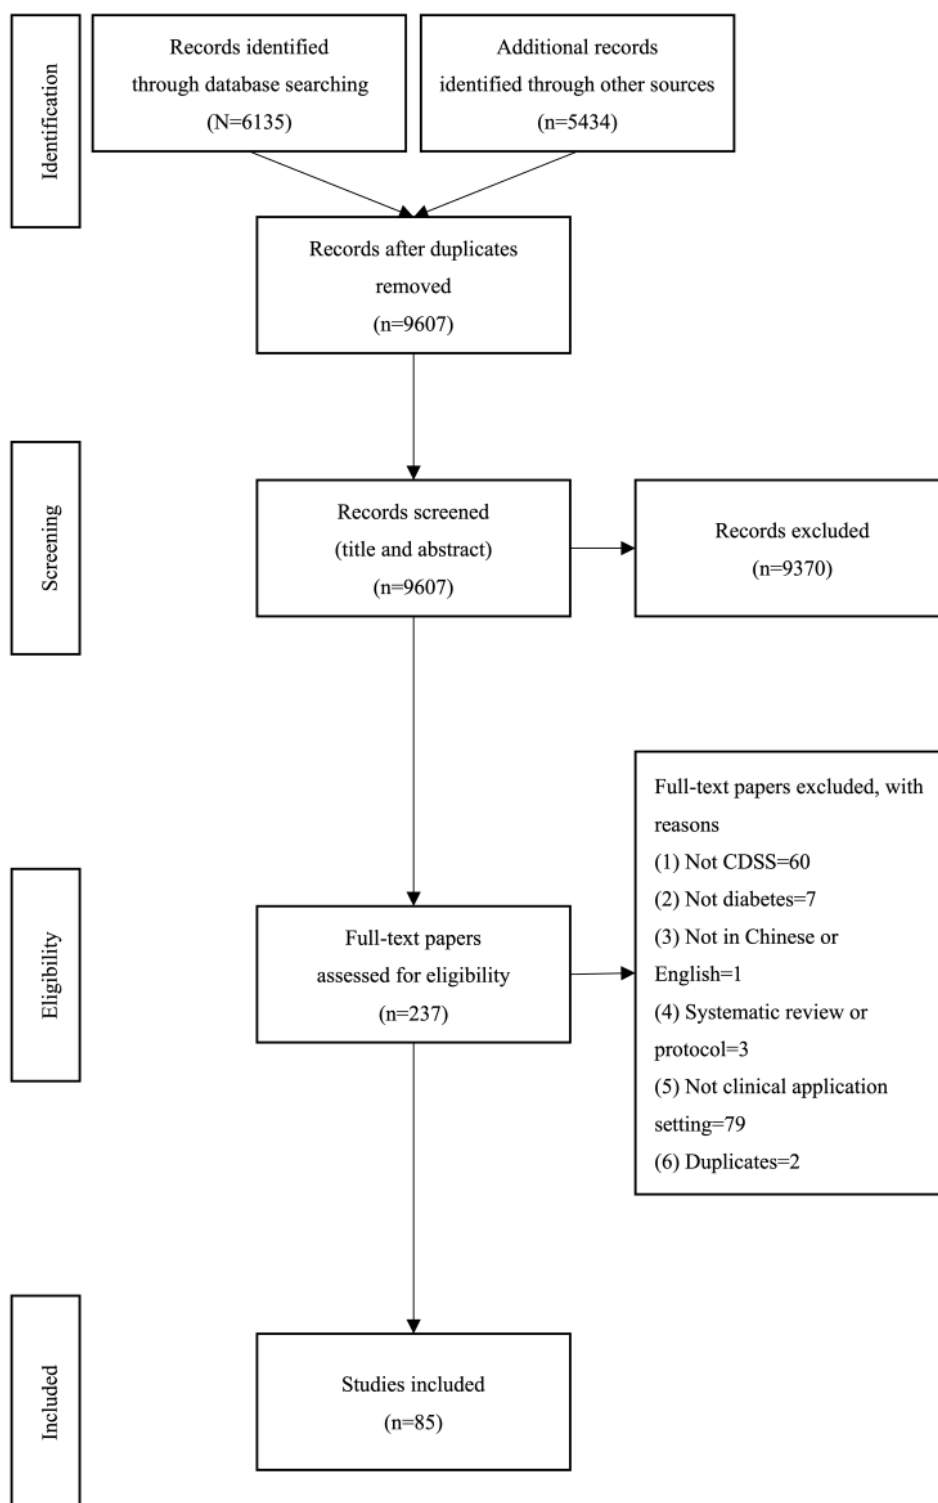 Identification
Records identified
through database searching
(N=6135)
Additional records
identified through other sources
(n=5434)
Records after duplicates
removed
(n=9607)
Screening
Records screened
(title and abstract)
(n=9607)
Records excluded
(n=9370)
Eligibility
Full-text papers
assessed for eligibility
(n=237)
Full-text papers excluded, with
reasons
(1) Not CDSS=60
(2) Not diabetes=7
(3) Not in Chinese or
English=1
(4) Systematic review or
protocol=3
(5) Not clinical application
setting=79
(6) Duplicates=2
Included
Studies included
(n=85)